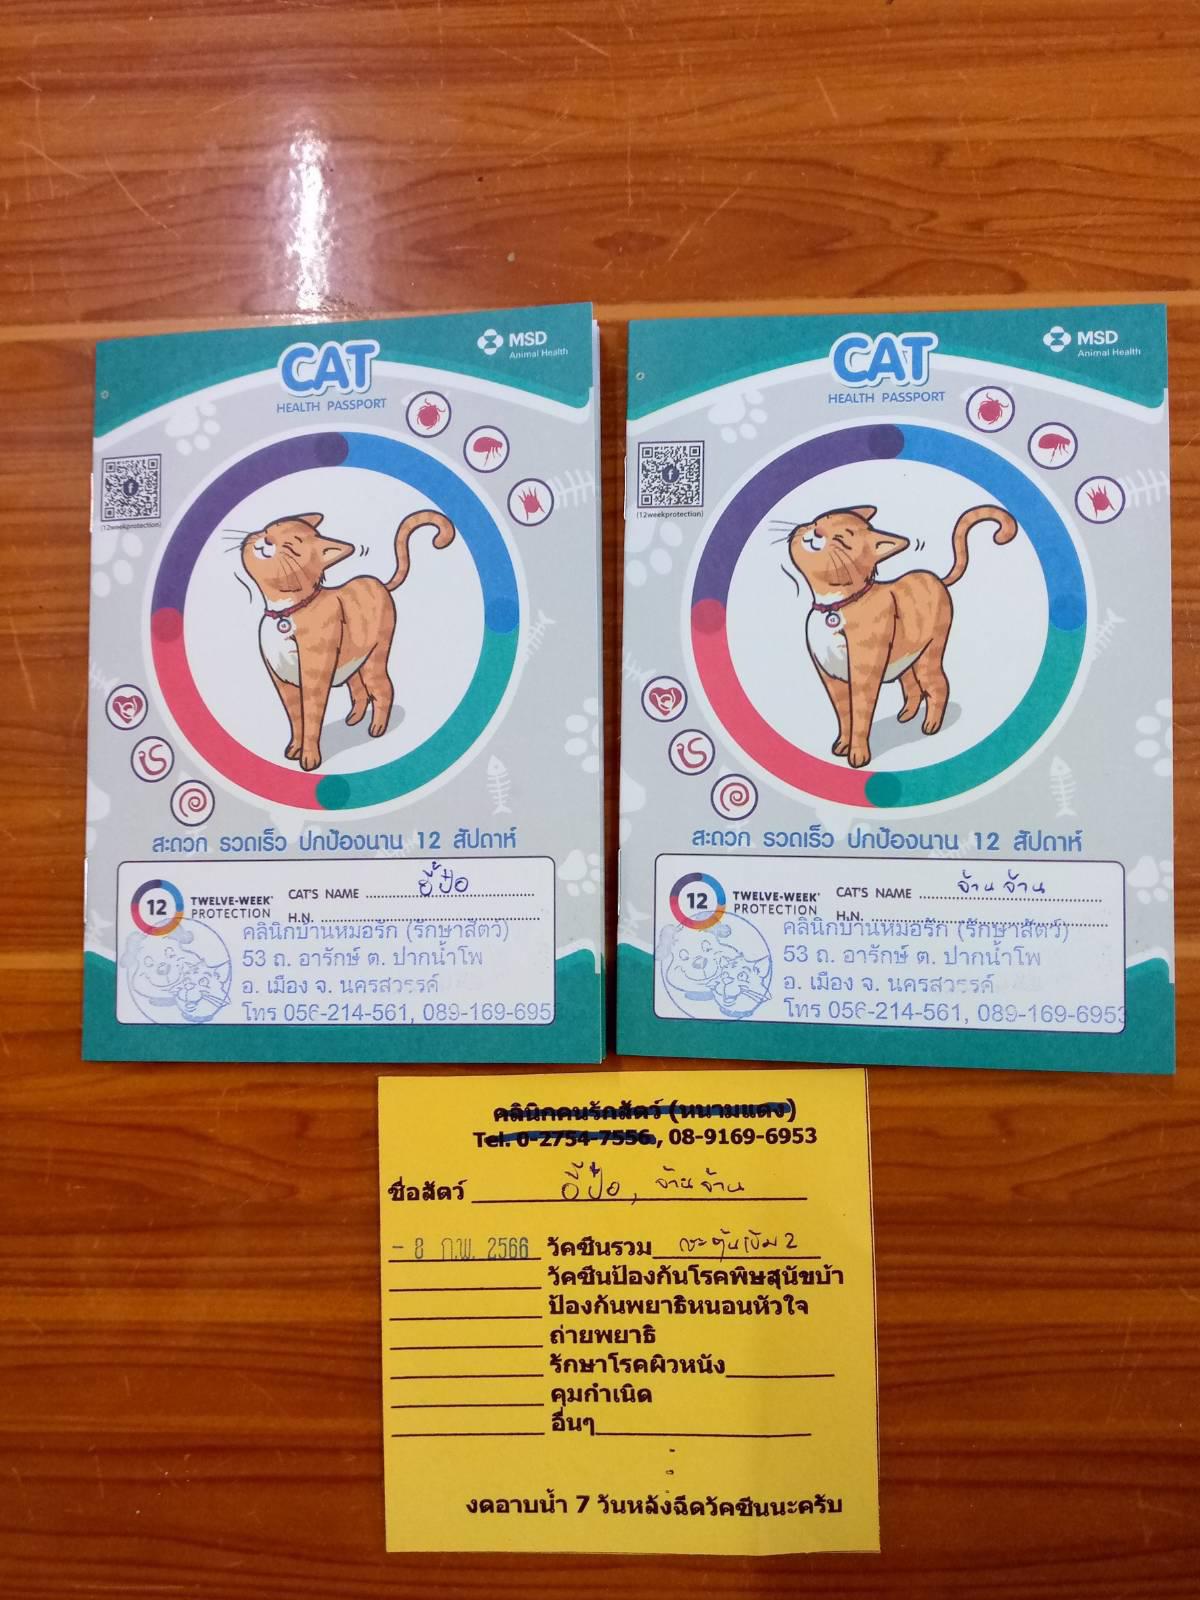 CAT
HEALTH PASSPORT
MSD
Animal Health
(12weekprotection)
สะดวก รวดเร็ว ปกป้องนาน 12 สัปดาห์
12
TWELVE-WEEK
PROTECTION
CAT'S NAME ยี่ป้อ
H.N.
คลินิกบ้านหมอรัก (รักษาสัตว์)
53 ถ. อารักษ์ ต. ปากน้ำโพ
อ. เมือง จ. นครสวรรค์
โทร 056-214-561, 089-169-6953
CAT
HEALTH PASSPORT
MSD
Animal Health
(12weekprotection)
สะดวก รวดเร็ว ปกป้องนาน 12 สัปดาห์
12
TWELVE-WEEK
PROTECTION
CAT'S NAME จ้านจ้าน
H.N.
คลินิกบ้านหมอรัก (รักษาสัตว์)
53 ถ. อารักษ์ ต. ปากน้ำโพ
อ. เมือง จ. นครสวรรค์
โทร 056-214-561, 089-169-6953
คลินิกคนรักสัตว์ (หนามแดง)
Tel. 0-2754-7556, 08-9169-6953
ชื่อสัตว์ อี้ป้อ, จ้านจ้าน
- 8 ก.พ. 2566 วัคซีนรวม กระตุ้นเข็ม 2
วัคซีนป้องกันโรคพิษสุนัขบ้า
ป้องกันพยาธิหนอนหัวใจ
ถ่ายพยาธิ
รักษาโรคผิวหนัง
คุมกำเนิด
อื่นๆ
งดอาบน้ำ 7 วันหลังฉีดวัคซีนนะครับ